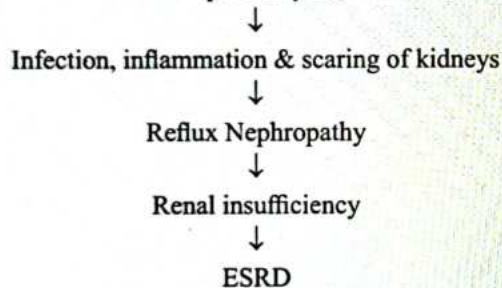 ↓
Infection, inflammation & scaring of kidneys
↓
Reflux Nephropathy
↓
Renal insufficiency
↓
ESRD